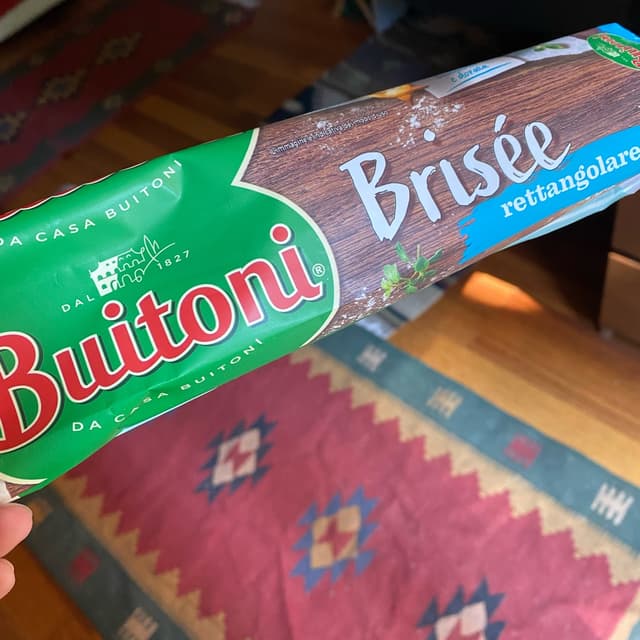 DA CASA BUITONI
DAL 1827
Buitoni®
DA CASA BUITONI
Brisée
rettangolare